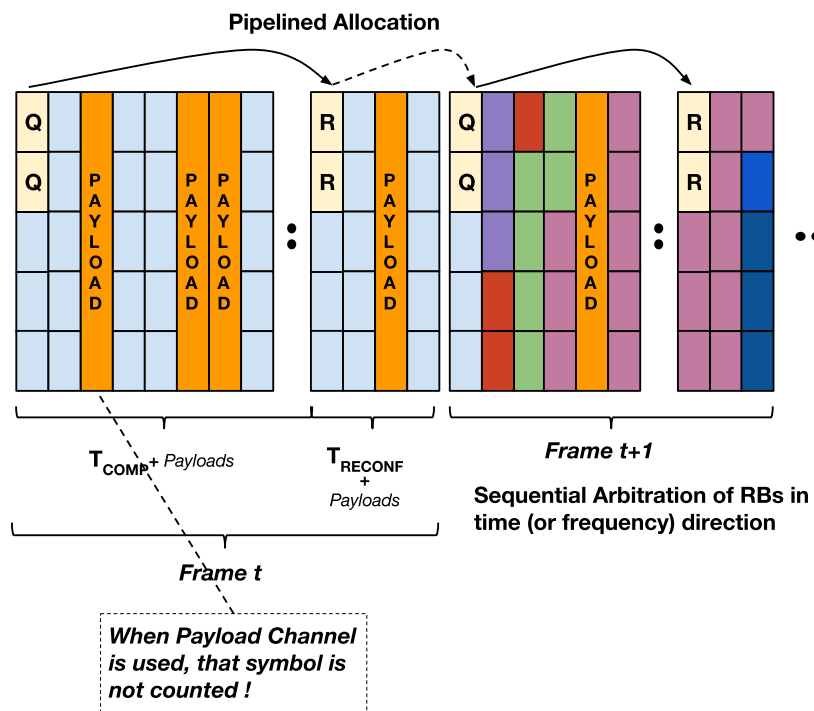 Pipelined Allocation
Q
R
Q
R
Q
R
Q
R
PAYLOAD
PAYLOAD
PAYLOAD
PAYLOAD
PAYLOAD
TCOMP+ Payloads
TRECONF
+
Payloads
Frame t+1
Sequential Arbitration of RBs in
time (or frequency) direction
Frame t
When Payload Channel
is used, that symbol is
not counted !